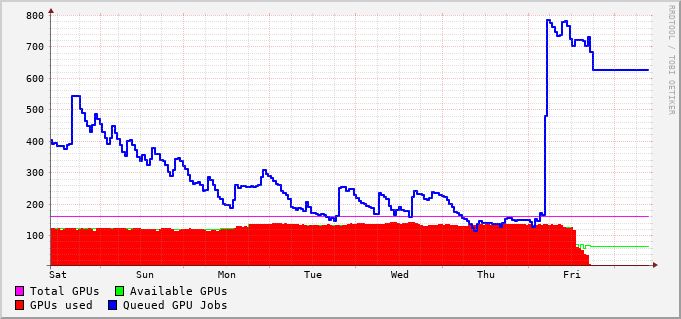 800
700
600
500
400
300
200
100
Sat Sun Mon Tue Wed Thu Fri
Total GPUs Available GPUs
GPUs used Queued GPU Jobs
RRDTOOL / TOBI OETIKER